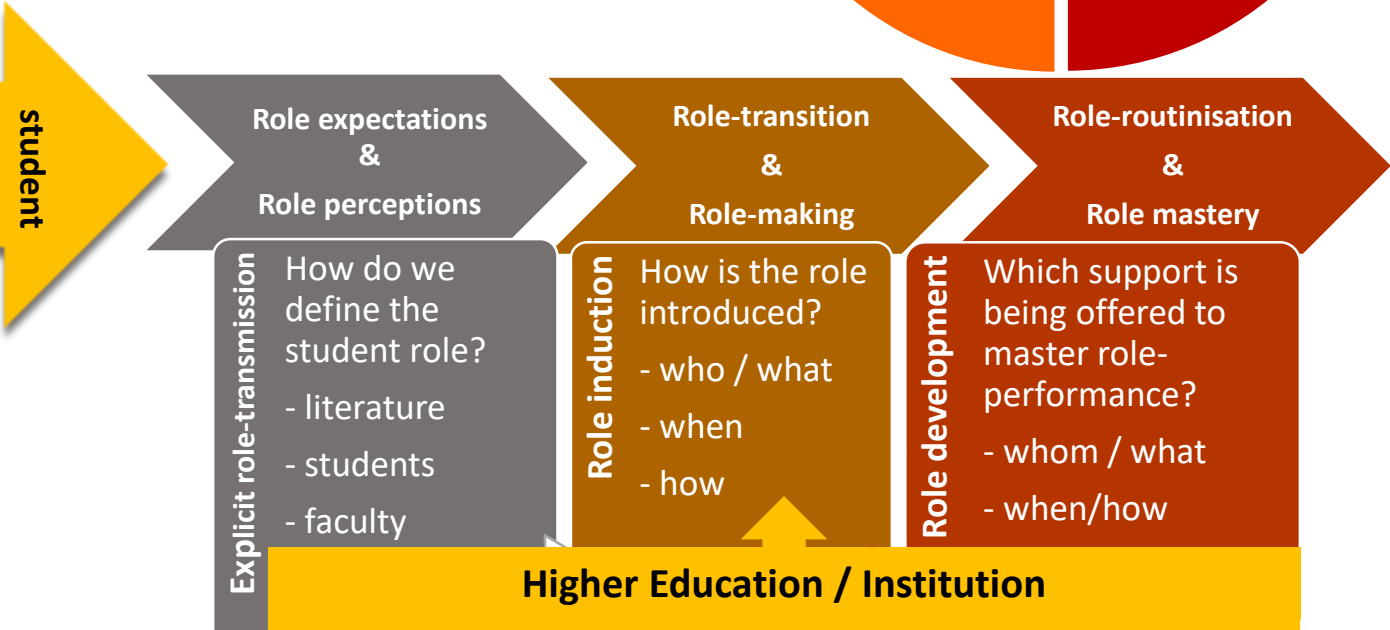 student
Role expectations
&
Role perceptions
Explicit role-transmission
How do we
define the
student role?
- literature
- students
- faculty
Role-transition
&
Role-making
Role induction
How is the role
introduced?
- who / what
- when
- how
Role-routinisation
&
Role mastery
Role development
Which support is
being offered to
master role-
performance?
- whom / what
- when/how
Higher Education / Institution